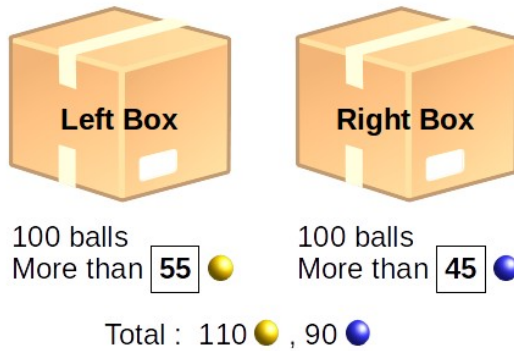 Left Box
Right Box
100 balls
More than 55
100 balls
More than 45
Total : 110 , 90